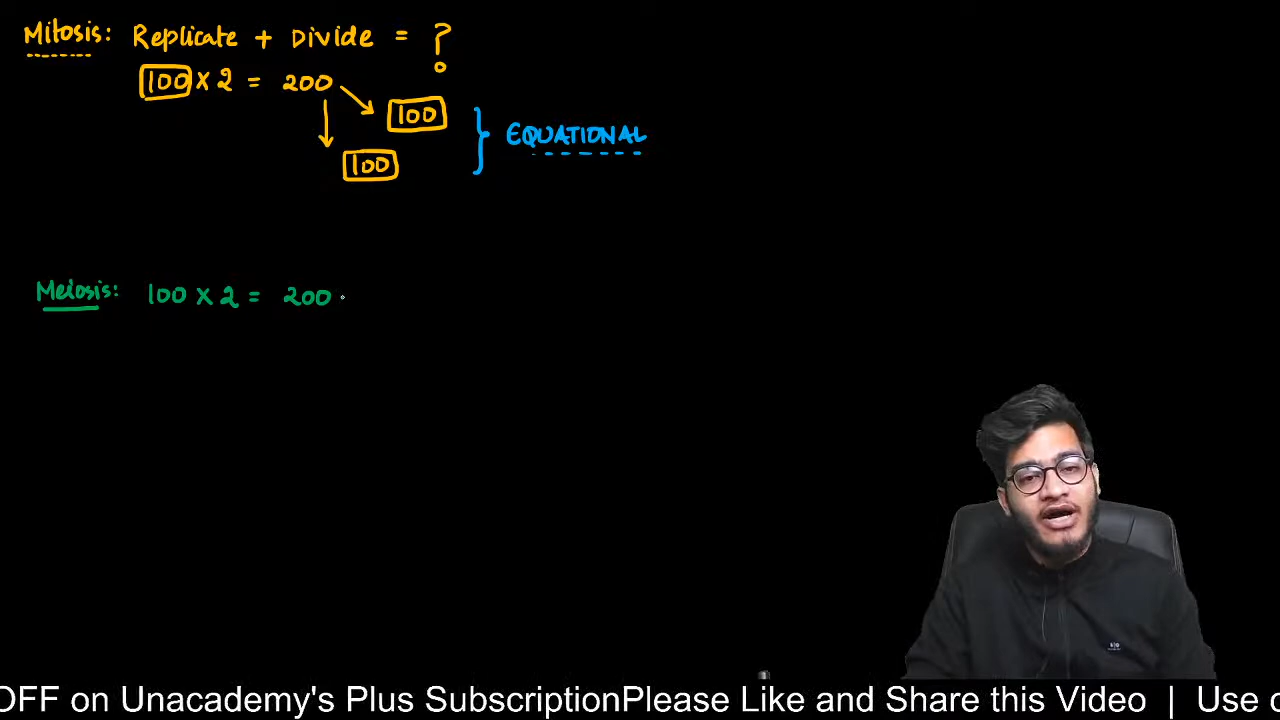 Mitosis: Replicate + Divide = ?
100 x 2 = 200
100
EQUATIONAL
100
Meiosis: 100 x 2 = 200
OFF on Unacademy's Plus SubscriptionPlease Like and Share this Video | Use